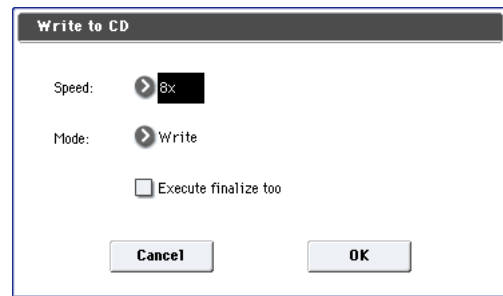 Write to CD
Speed: 8x
Mode: Write
Execute finalize too
Cancel OK